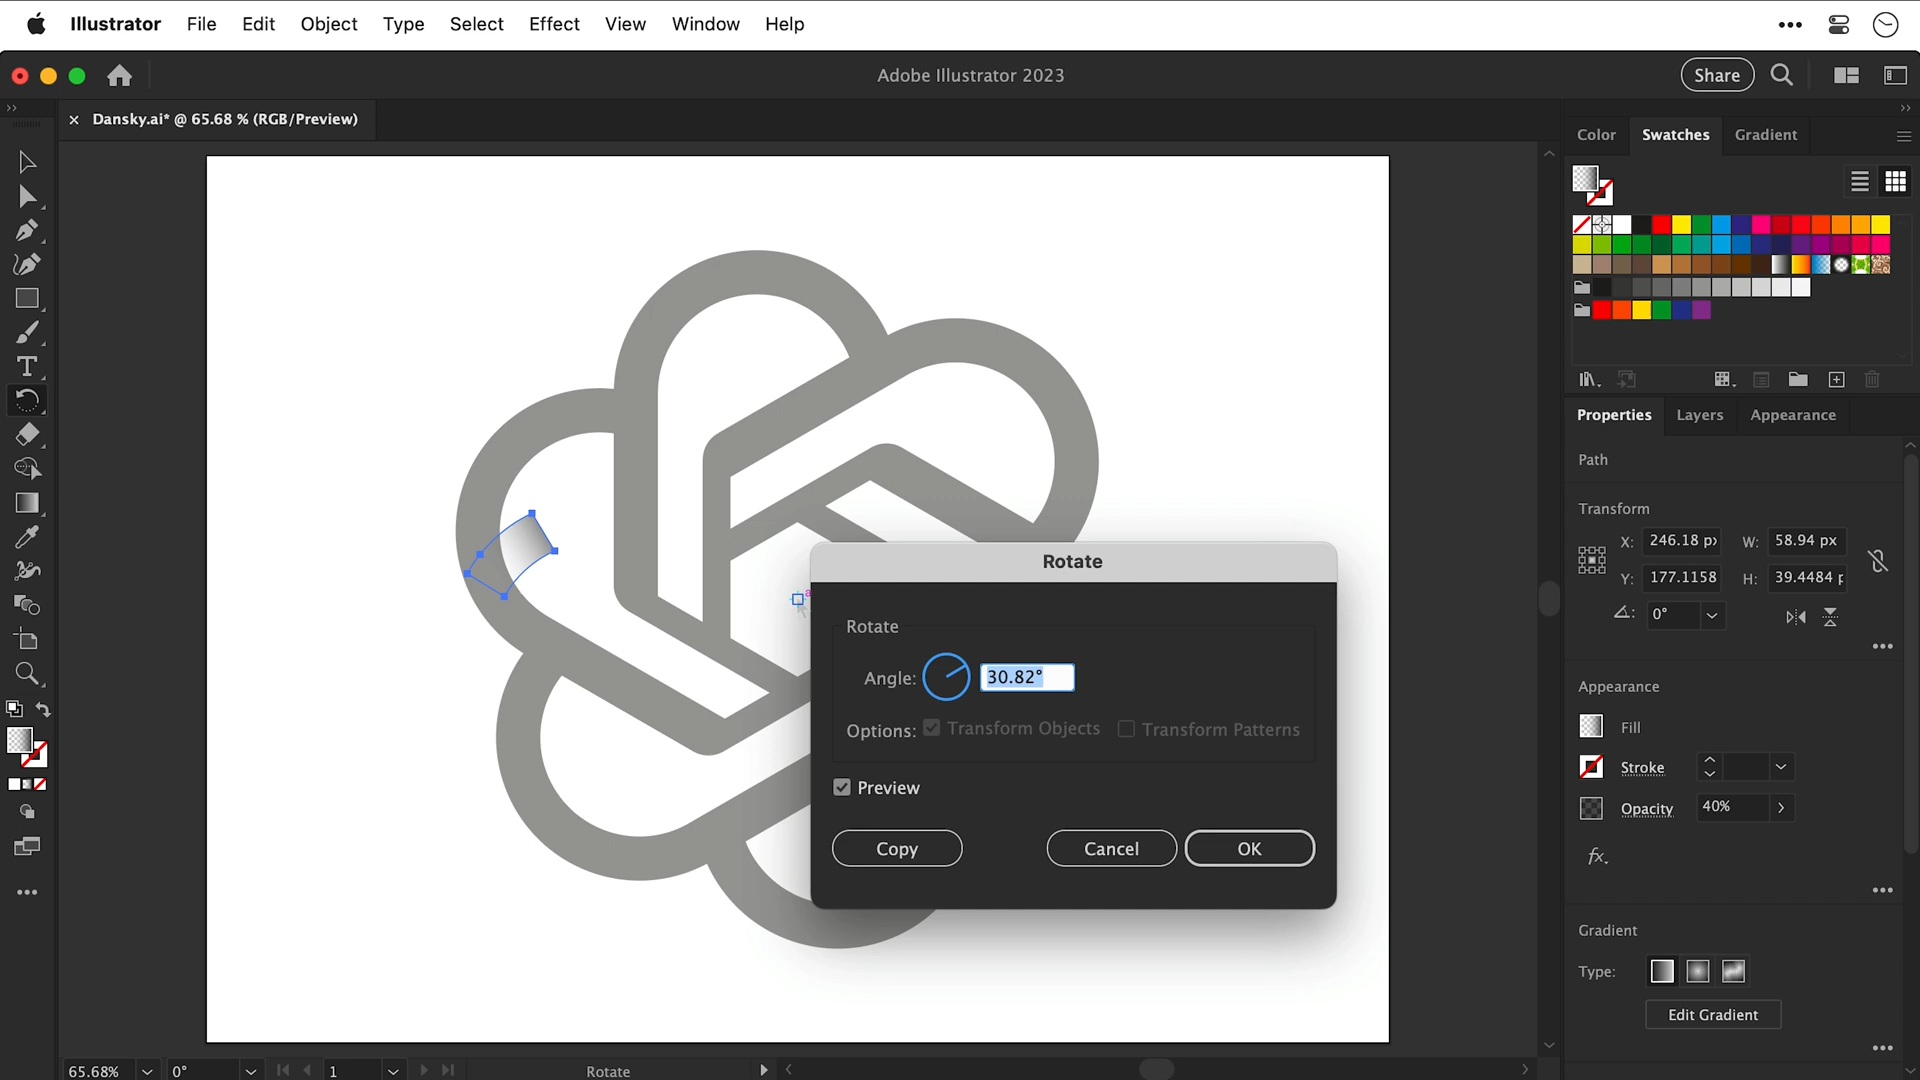 Illustrator File Edit Object Type Select Effect View Window Help
Adobe Illustrator 2023
Share
Dansky.ai* @ 65.68 % (RGB/Preview)
Color Swatches Gradient
Properties Layers Appearance
Path
Transform
X: 246.18 px W: 58.94 px
Y: 177.1158 H: 39.4484 p
0°
Appearance
Fill
Stroke
Opacity 40%
fx.
Gradient
Type:
Edit Gradient
Rotate
Rotate
Angle: 30.82°
Options: Transform Objects Transform Patterns
Preview
Copy Cancel OK
65.68% 0° 1 Rotate